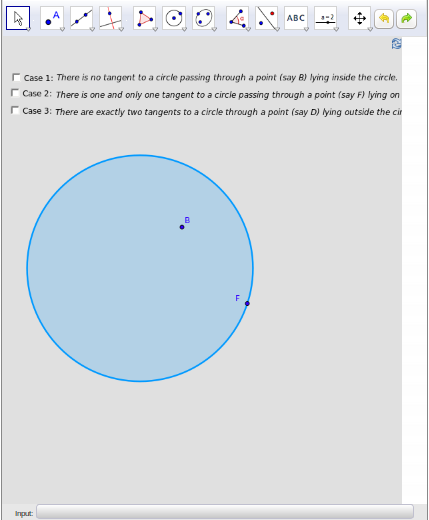 A
ABC
a=2
Case 1: There is no tangent to a circle passing through a point (say B) lying inside the circle.
Case 2: There is one and only one tangent to a circle passing through a point (say F) lying on
Case 3: There are exactly two tangents to a circle through a point (say D) lying outside the cir
B
F
Input: